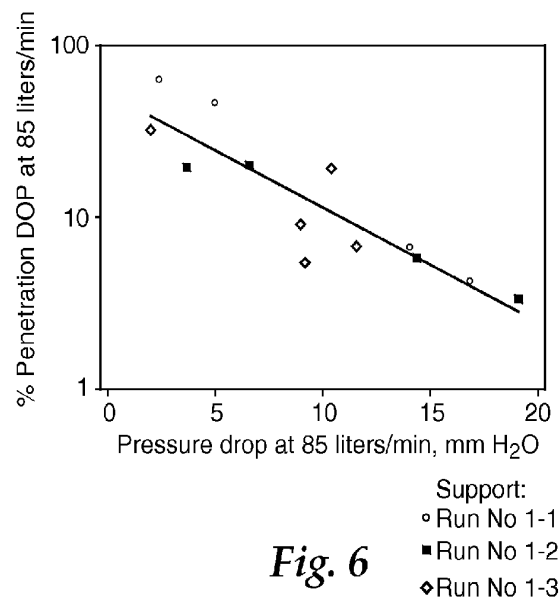 % Penetration DOP at 85 liters/min
100
10
1
0 5 10 15 20
Pressure drop at 85 liters/min, mm H₂O
Support:
Run No 1-1
Run No 1-2
Run No 1-3
Fig. 6